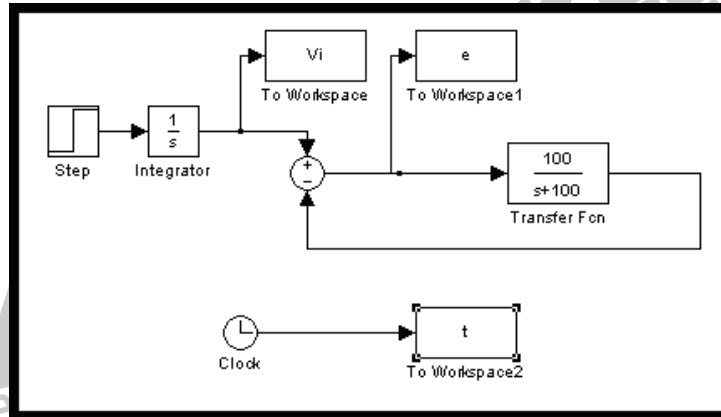 Vi
To Workspace
e
To Workspace1
Step
1
s
Integrator
+
−
100
s+100
Transfer Fcn
Clock
t
To Workspace2